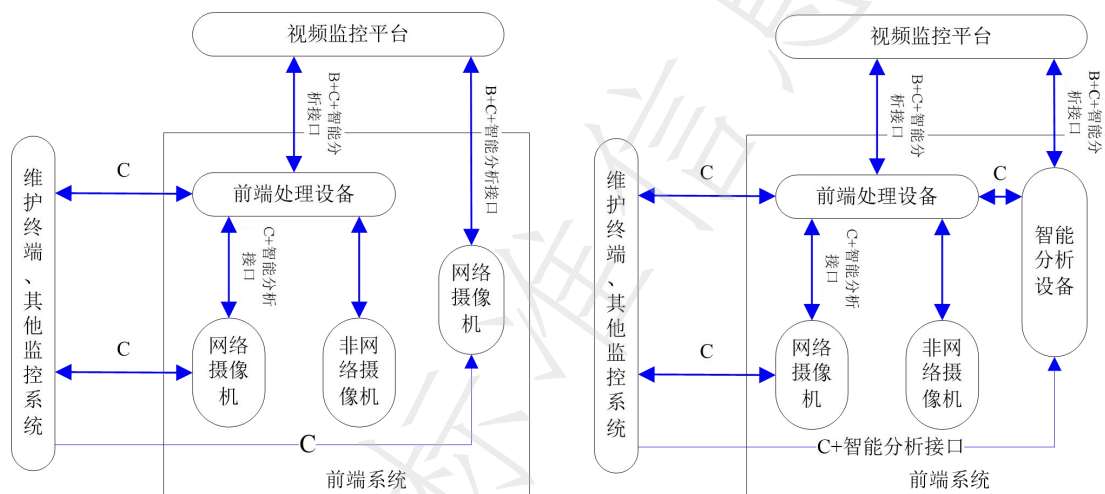 视频监控平台
B+C+智能分
析接口
B+C+智能分析接口
维护终端、其他监控系统
C
前端处理设备
C+智能分析
接口
网络
摄像
机
C
网络
摄像
机
非网
络摄
像机
C
前端系统
视频监控平台
B+C+智能分
析接口
B+C+智能分
析接口
维护终端、其他监控系统
C
前端处理设备
C
智能
分析
设备
C+智能分析
接口
C
网络
摄像
机
非网
络摄
像机
C+智能分析接口
前端系统